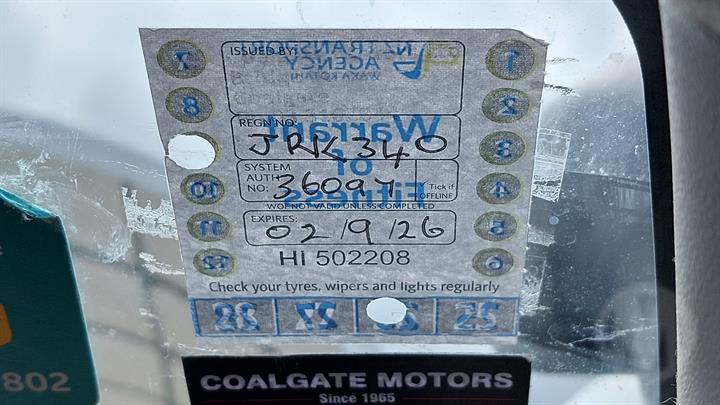 ISSUED BY:
NZ TRANSPORT
AGENCY
WAKA KOTAHI
7
1
8
2
REGN NO:
JRK340
Warrant
of
Fitness
3
SYSTEM
AUTH
NO:
36097
Tick if
OFFLINE
10
4
WOF NOT VALID UNLESS COMPLETED
EXPIRES:
02/9/26
11
5
12
6
HI 502208
Check your tyres, wipers and lights regularly
28 27 25
802
COALGATE MOTORS
Since 1965